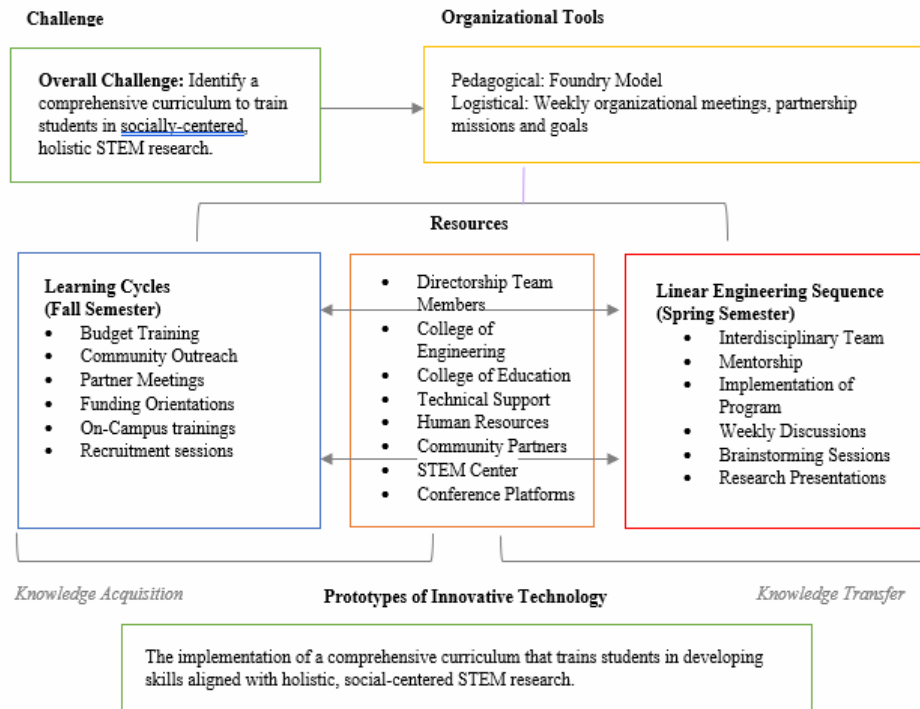 Challenge
Organizational Tools
Overall Challenge: Identify a
comprehensive curriculum to train
students in socially-centered,
holistic STEM research.
Pedagogical: Foundry Model
Logistical: Weekly organizational meetings, partnership
missions and goals
Resources
Learning Cycles
(Fall Semester)
• Budget Training
• Community Outreach
• Partner Meetings
• Funding Orientations
• On-Campus trainings
• Recruitment sessions
• Directorship Team
Members
• College of
Engineering
• College of Education
• Technical Support
• Human Resources
• Community Partners
• STEM Center
• Conference Platforms
Linear Engineering Sequence
(Spring Semester)
• Interdisciplinary Team
• Mentorship
• Implementation of
Program
• Weekly Discussions
• Brainstorming Sessions
• Research Presentations
Knowledge Acquisition
Prototypes of Innovative Technology
Knowledge Transfer
The implementation of a comprehensive curriculum that trains students in developing
skills aligned with holistic, social-centered STEM research.